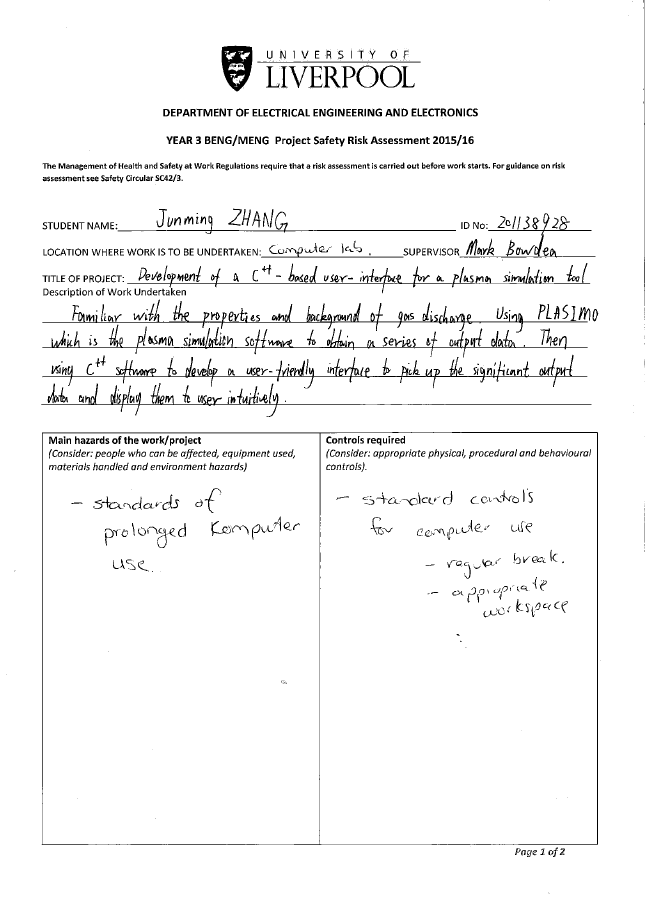 UNIVERSITY OF
LIVERPOOL
DEPARTMENT OF ELECTRICAL ENGINEERING AND ELECTRONICS
YEAR 3 BENG/MENG Project Safety Risk Assessment 2015/16
The Management of Health and Safety at Work Regulations require that a risk assessment is carried out before work starts. For guidance on risk
assessment see Safety Circular SC42/3.
STUDENT NAME: Junming ZHANG ID No: 201138928
LOCATION WHERE WORK IS TO BE UNDERTAKEN: Computer lab. SUPERVISOR Mark Bowden
TITLE OF PROJECT: Development of a C++-based user-interface for a plasma simulation tool
Description of Work Undertaken
Familiar with the properties and background of gas discharge. Using PLASIMO
which is the plasma simulation software to obtain a series of output data. Then
using C++ software to develop a user-friendly interface to pick up the significant output
data and display them to user intuitively.
Main hazards of the work/project
(Consider: people who can be affected, equipment used,
materials handled and environment hazards)
- standards of
prolonged Komputer
use.
Controls required
(Consider: appropriate physical, procedural and behavioural
controls).
- standard controls
for computer use
- regular break.
- appropriate
workspace
Page 1 of 2